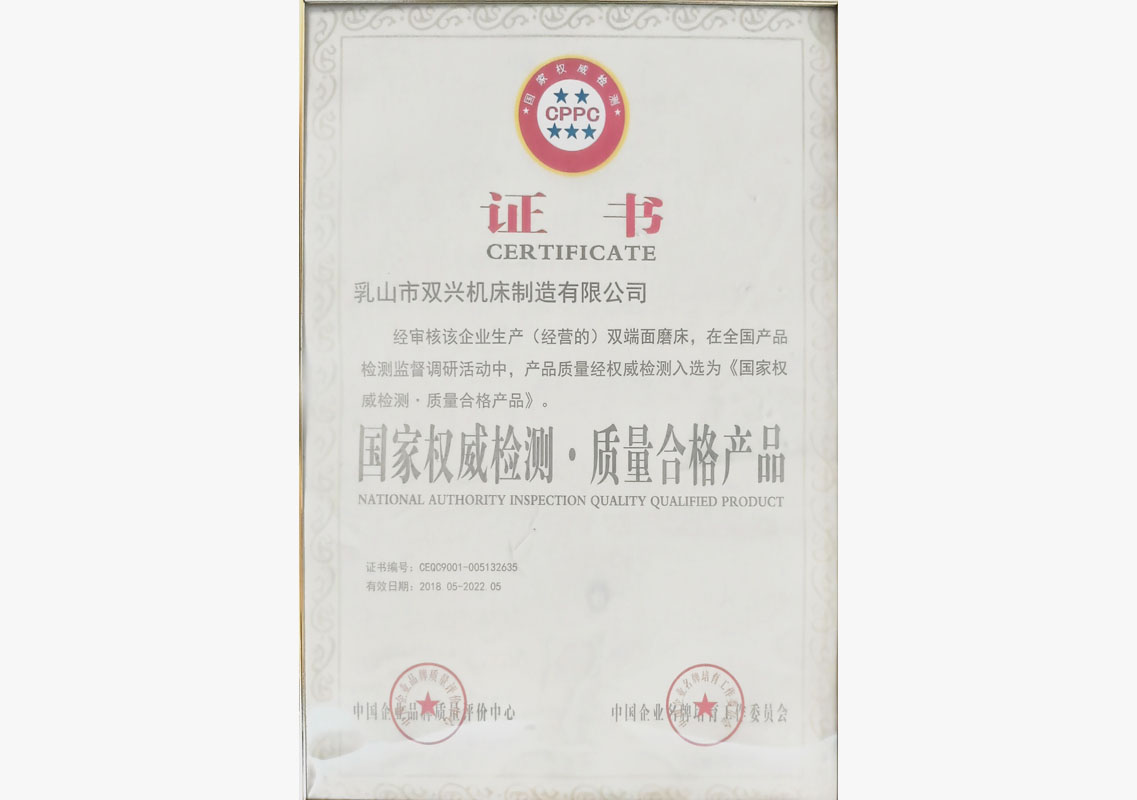 国家权威检测
CPPC
证书
CERTIFICATE
乳山市双兴机床制造有限公司
经审核该企业生产（经营的）双端面磨床，在全国产品
检测监督调研活动中，产品质量经权威检测入选为《国家权
威检测·质量合格产品》。
国家权威检测·质量合格产品
NATIONAL AUTHORITY INSPECTION QUALITY QUALIFIED PRODUCT
证书编号：CEQC9001-005132635
有效日期：2018 05-2022.05
中国企业品牌质量评价中心
中国企业名牌培育工作委员会